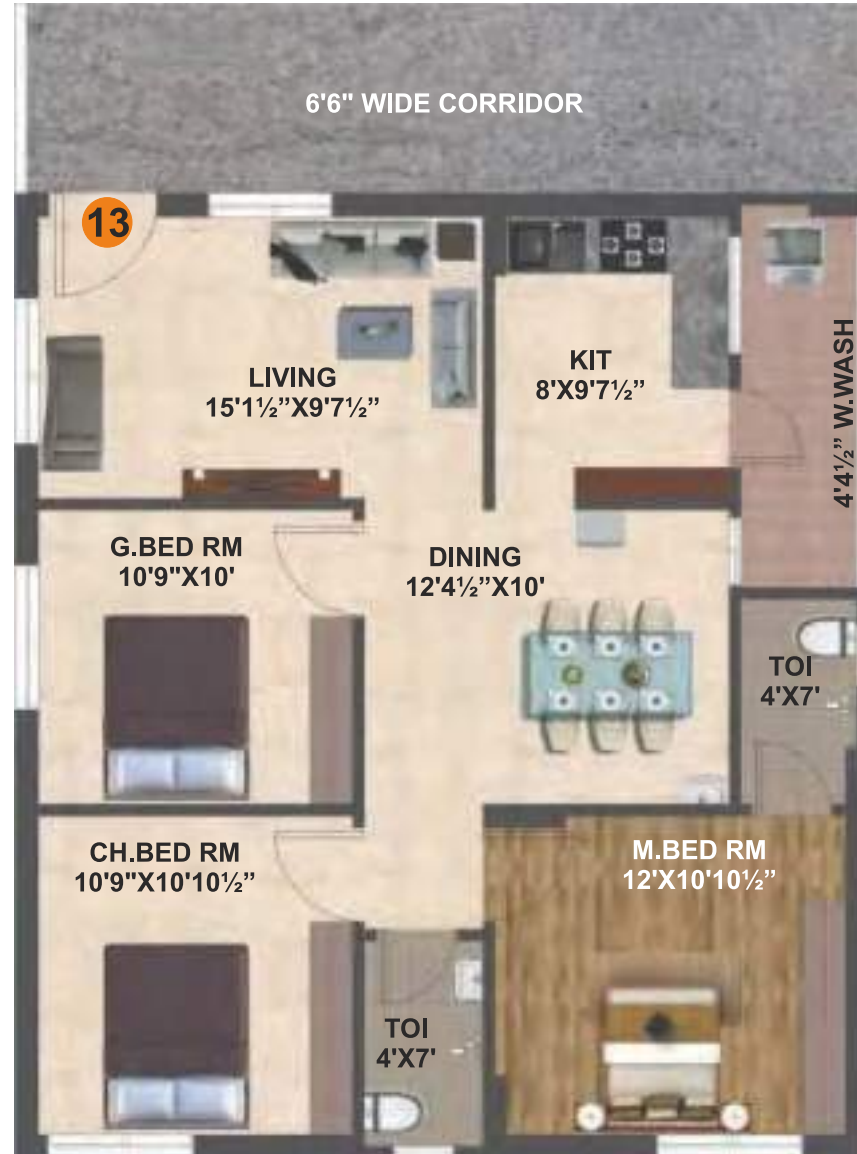 6'6" WIDE CORRIDOR
13
LIVING
15'1½”X9'7½”
KIT
8'X9'7½”
4'4½” W.WASH
G.BED RM
10'9"X10'
DINING
12'4½”X10'
TOI
4'X7'
CH.BED RM
10'9"X10'10½”
M.BED RM
12'X10'10½”
TOI
4'X7'